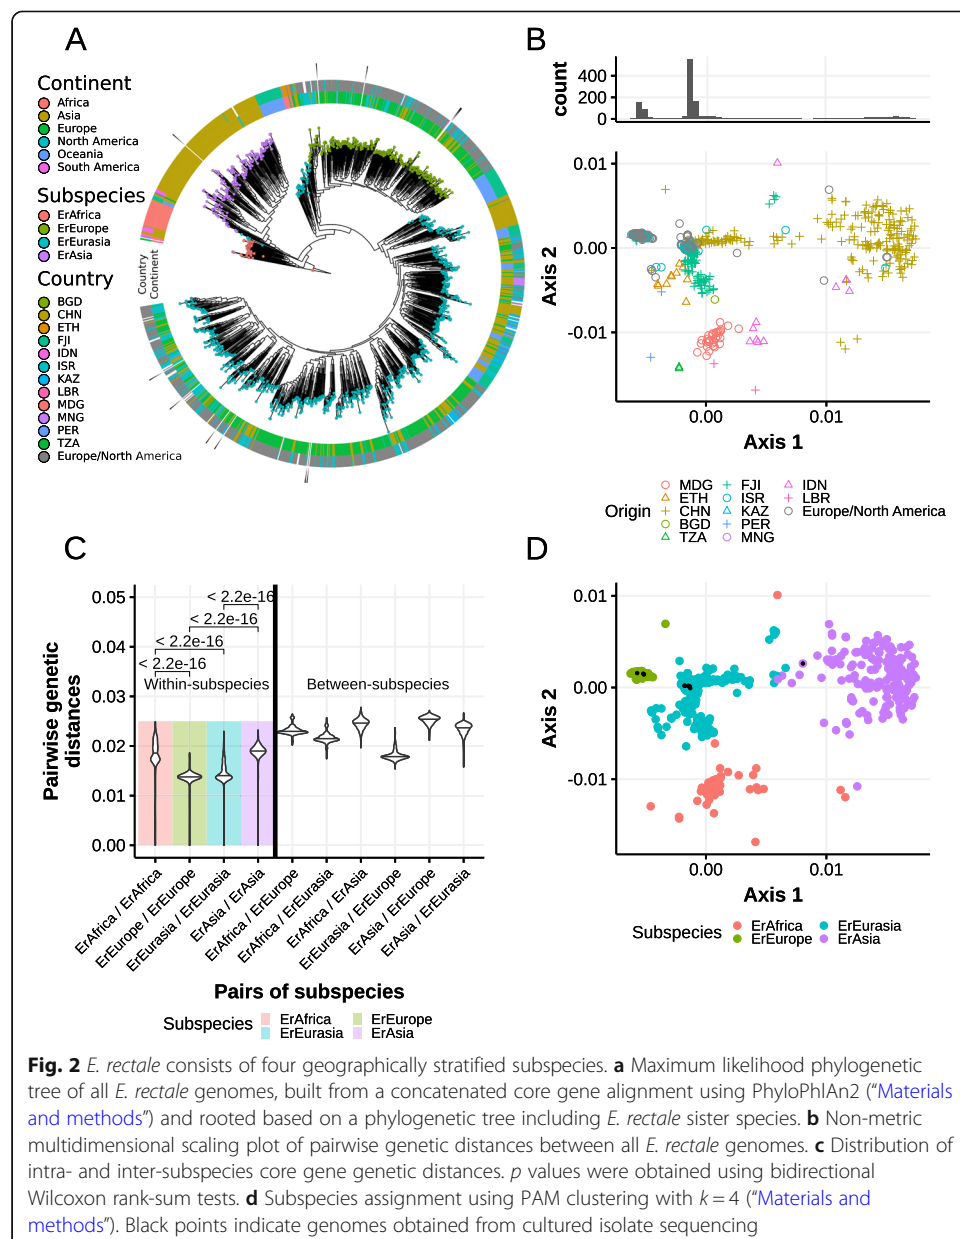 A
Continent
Africa
Asia
Europe
North America
Oceania
South America
Subspecies
ErAfrica
ErEurope
ErEurasia
ErAsia
Country
BGD
CHN
ETH
FJI
IDN
ISR
KAZ
LBR
MDG
MNG
PER
TZA
Europe/North America
Country
Continent
B
count
400
200
0
0.01
0.00
-0.01
Axis 2
0.00
0.01
Axis 1
Origin
MDG
FJI
IDN
ETH
ISR
LBR
CHN
KAZ
Europe/North America
BGD
PER
TZA
MNG
C
Pairwise genetic
distances
0.05
0.04
0.03
0.02
0.01
0.00
< 2.2e-16
< 2.2e-16
< 2.2e-16
< 2.2e-16
Within-subspecies
Between-subspecies
ErAfrica / ErAfrica
ErEurope / ErEurope
ErEurasia / ErEurasia
ErAsia / ErAsia
ErAfrica / ErEurope
ErAfrica / ErEurasia
ErAfrica / ErAsia
ErEurasia / ErEurope
ErAsia / ErEurope
ErAsia / ErEurasia
Pairs of subspecies
Subspecies
ErAfrica
ErEurope
ErEurasia
ErAsia
D
0.01
0.00
-0.01
Axis 2
0.00
0.01
Axis 1
Subspecies
ErAfrica
ErEurasia
ErEurope
ErAsia
Fig. 2 E. rectale consists of four geographically stratified subspecies. a Maximum likelihood phylogenetic
tree of all E. rectale genomes, built from a concatenated core gene alignment using PhyloPhlAn2 (“Materials
and methods”) and rooted based on a phylogenetic tree including E. rectale sister species. b Non-metric
multidimensional scaling plot of pairwise genetic distances between all E. rectale genomes. c Distribution of
intra- and inter-subspecies core gene genetic distances. p values were obtained using bidirectional
Wilcoxon rank-sum tests. d Subspecies assignment using PAM clustering with k = 4 (“Materials and
methods”). Black points indicate genomes obtained from cultured isolate sequencing